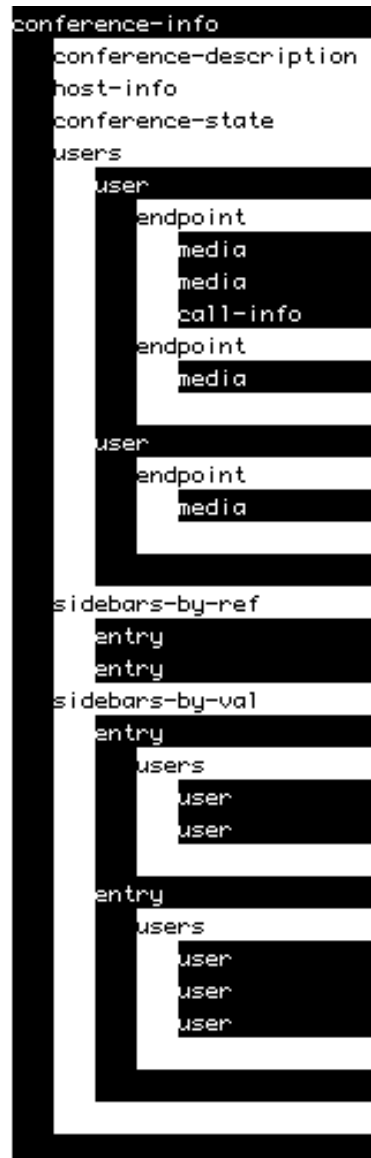 conference-info
conference-description
host-info
conference-state
users
user
endpoint
media
media
call-info
endpoint
media
user
endpoint
media
sidebars-by-ref
entry
entry
sidebars-by-val
entry
users
user
user
entry
users
user
user
user